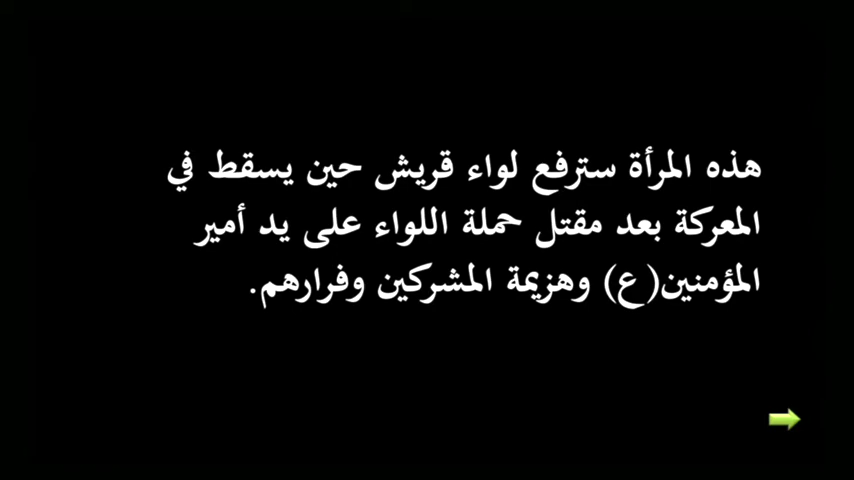 هذه المرأة سترفع لواء قريش حين يسقط في
المعركة بعد مقتل حملة اللواء على يد أمير
المؤمنين(ع) وهزيمة المشركين وفرارهم.